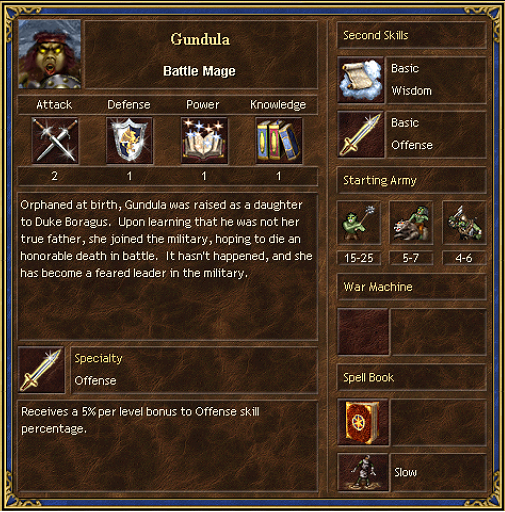 Gundula
Battle Mage
Attack
Defense
Power
Knowledge
2
1
1
1
Orphaned at birth, Gundula was raised as a daughter
to Duke Boragus.  Upon learning that he was not her
true father, she joined the military, hoping to die an
honorable death in battle.  It hasn't happened, and she
has become a feared leader in the military.
Specialty
Offense
Receives a 5% per level bonus to Offense skill
percentage.
Second Skills
Basic
Wisdom
Basic
Offense
Starting Army
15-25
5-7
4-6
War Machine
Spell Book
Slow